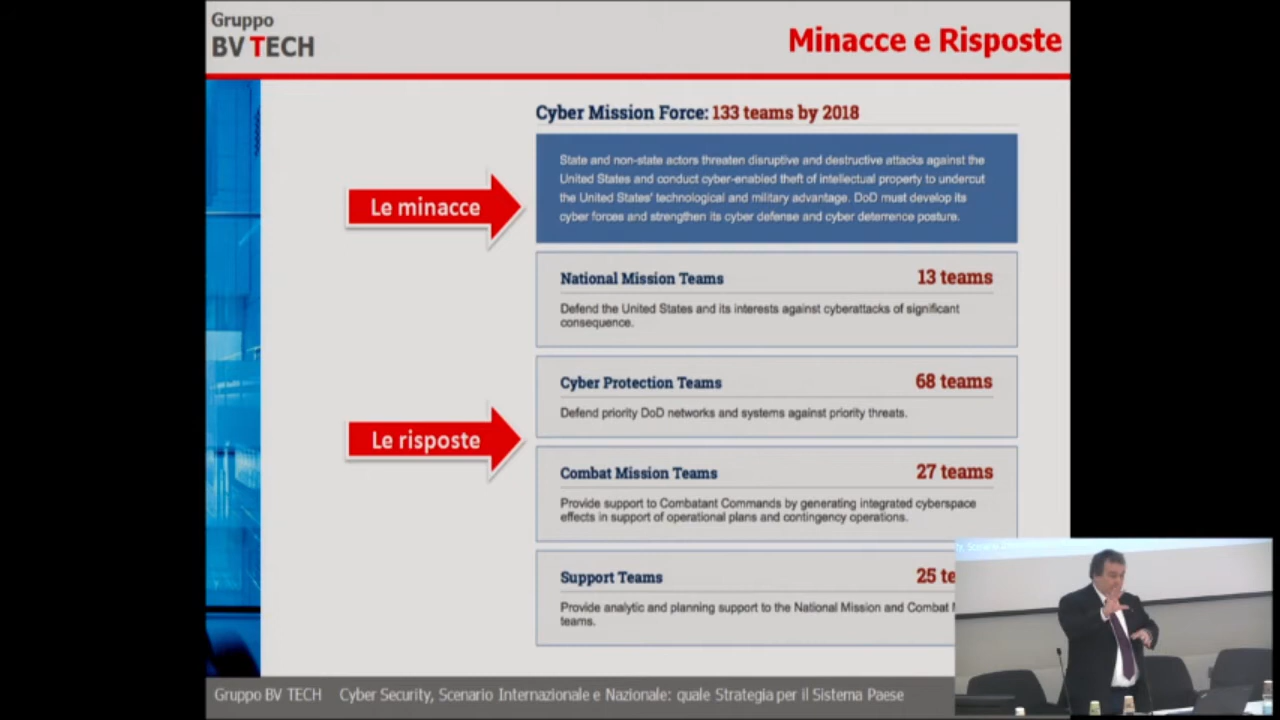 Gruppo
BV TECH
Minacce e Risposte
Cyber Mission Force: 133 teams by 2018
State and non-state actors threaten disruptive and destructive attacks against the
United States and conduct cyber-enabled theft of intellectual property to undercut
the United States' technological and military advantage. DoD must develop its
cyber forces and strengthen its cyber defense and cyber deterrence posture.
Le minacce
National Mission Teams 13 teams
Defend the United States and its interests against cyberattacks of significant
consequence.
Cyber Protection Teams 68 teams
Defend priority DoD networks and systems against priority threats.
Le risposte
Combat Mission Teams 27 teams
Provide support to Combatant Commands by generating integrated cyberspace
effects in support of operational plans and contingency operations.
Support Teams 25 te
Provide analytic and planning support to the National Mission and Combat
teams.
Gruppo BV TECH Cyber Security, Scenario Internazionale e Nazionale: quale Strategia per il Sistema Paese